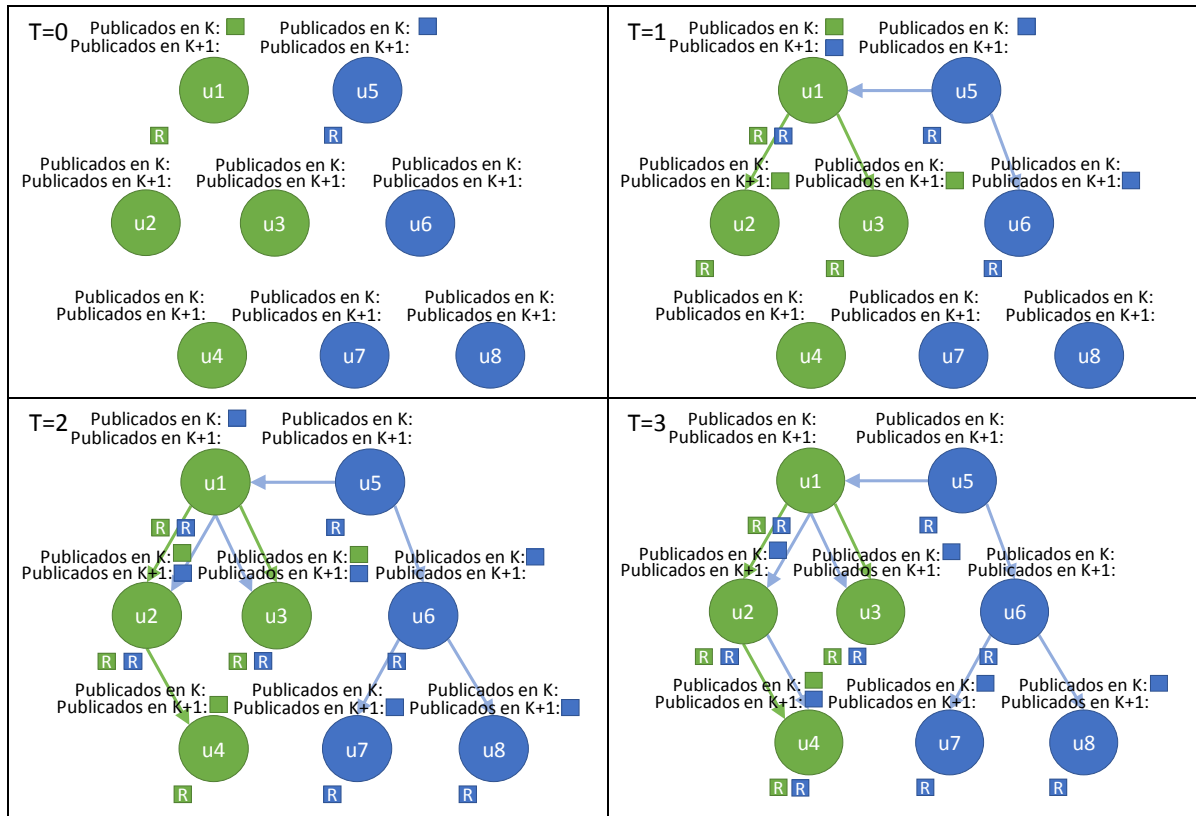 T=0 Publicados en K: Publicados en K:
Publicados en K+1: Publicados en K+1:
u1 u5
R R
Publicados en K: Publicados en K: Publicados en K:
Publicados en K+1: Publicados en K+1: Publicados en K+1:
u2 u3 u6
Publicados en K: Publicados en K: Publicados en K:
Publicados en K+1: Publicados en K+1: Publicados en K+1:
u4 u7 u8
T=1 Publicados en K: Publicados en K:
Publicados en K+1: Publicados en K+1:
u1 u5
R R R
Publicados en K: Publicados en K: Publicados en K:
Publicados en K+1: Publicados en K+1: Publicados en K+1:
u2 u3 u6
R R R
Publicados en K: Publicados en K: Publicados en K:
Publicados en K+1: Publicados en K+1: Publicados en K+1:
u4 u7 u8
T=2 Publicados en K: Publicados en K:
Publicados en K+1: Publicados en K+1:
u1 u5
R R R
Publicados en K: Publicados en K: Publicados en K:
Publicados en K+1: Publicados en K+1: Publicados en K+1:
u2 u3 u6
R R R R R
Publicados en K: Publicados en K: Publicados en K:
Publicados en K+1: Publicados en K+1: Publicados en K+1:
u4 u7 u8
R R R
T=3 Publicados en K: Publicados en K:
Publicados en K+1: Publicados en K+1:
u1 u5
R R R
Publicados en K: Publicados en K: Publicados en K:
Publicados en K+1: Publicados en K+1: Publicados en K+1:
u2 u3 u6
R R R R R
Publicados en K: Publicados en K: Publicados en K:
Publicados en K+1: Publicados en K+1: Publicados en K+1:
u4 u7 u8
R R R R